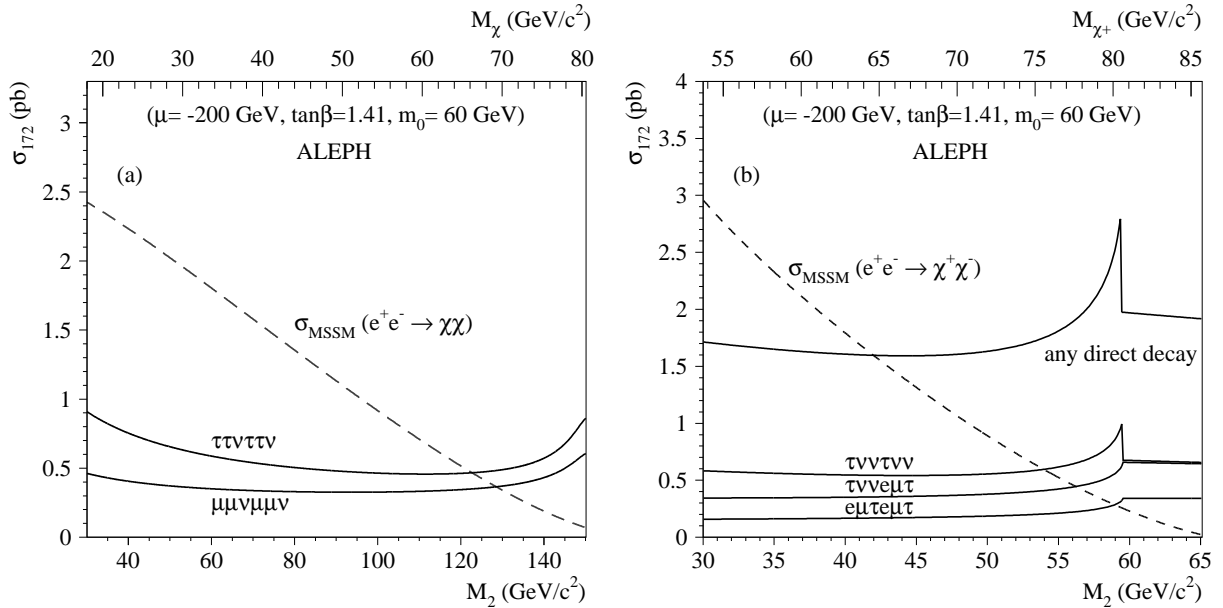 M_χ (GeV/c²)
20 30 40 50 60 70 80
σ₁₇₂ (pb)
(μ= -200 GeV, tanβ=1.41, m₀= 60 GeV)
ALEPH
(a)
σ_MSSM (e⁺e⁻ → χχ)
ττνττν
μμνμμν
3
2.5
2
1.5
1
0.5
0
40 60 80 100 120 140
M₂ (GeV/c²)
M_χ+ (GeV/c²)
55 60 65 70 75 80 85
σ₁₇₂ (pb)
(μ= -200 GeV, tanβ=1.41, m₀= 60 GeV)
ALEPH
(b)
σ_MSSM (e⁺e⁻ → χ⁺χ⁻)
any direct decay
τνντνν
τννeμτ
eμτeμτ
4
3.5
3
2.5
2
1.5
1
0.5
0
30 35 40 45 50 55 60 65
M₂ (GeV/c²)